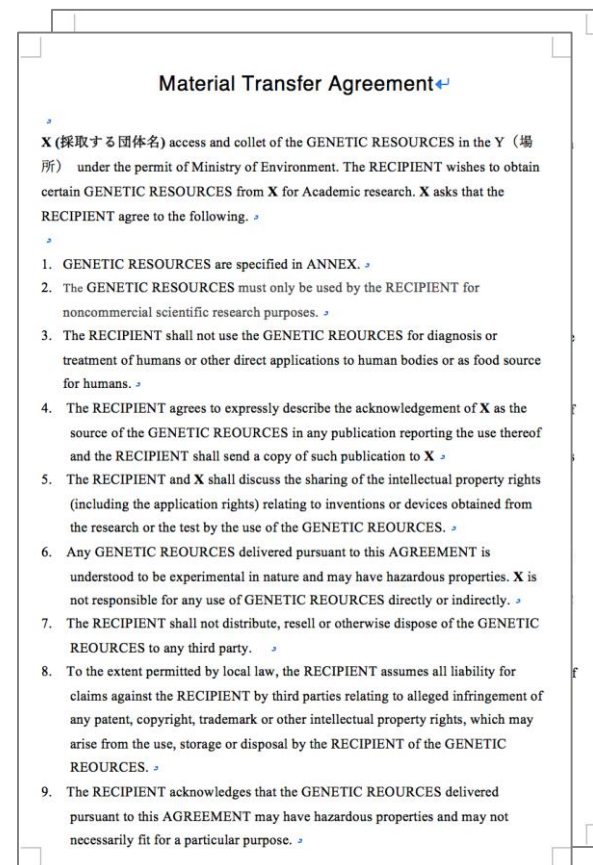 Material Transfer Agreement
X (採取する団体名) access and collet of the GENETIC RESOURCES in the Y（場
所） under the permit of Ministry of Environment. The RECIPIENT wishes to obtain
certain GENETIC RESOURCES from X for Academic research. X asks that the
RECIPIENT agree to the following.
1. GENETIC RESOURCES are specified in ANNEX.
2. The GENETIC RESOURCES must only be used by the RECIPIENT for
noncommercial scientific research purposes.
3. The RECIPIENT shall not use the GENETIC REOURCES for diagnosis or
treatment of humans or other direct applications to human bodies or as food source
for humans.
4. The RECIPIENT agrees to expressly describe the acknowledgement of X as the
source of the GENETIC REOURCES in any publication reporting the use thereof
and the RECIPIENT shall send a copy of such publication to X
5. The RECIPIENT and X shall discuss the sharing of the intellectual property rights
(including the application rights) relating to inventions or devices obtained from
the research or the test by the use of the GENETIC REOURCES.
6. Any GENETIC REOURCES delivered pursuant to this AGREEMENT is
understood to be experimental in nature and may have hazardous properties. X is
not responsible for any use of GENETIC REOURCES directly or indirectly.
7. The RECIPIENT shall not distribute, resell or otherwise dispose of the GENETIC
REOURCES to any third party.
8. To the extent permitted by local law, the RECIPIENT assumes all liability for
claims against the RECIPIENT by third parties relating to alleged infringement of
any patent, copyright, trademark or other intellectual property rights, which may
arise from the use, storage or disposal by the RECIPIENT of the GENETIC
REOURCES.
9. The RECIPIENT acknowledges that the GENETIC REOURCES delivered
pursuant to this AGREEMENT may have hazardous properties and may not
necessarily fit for a particular purpose.